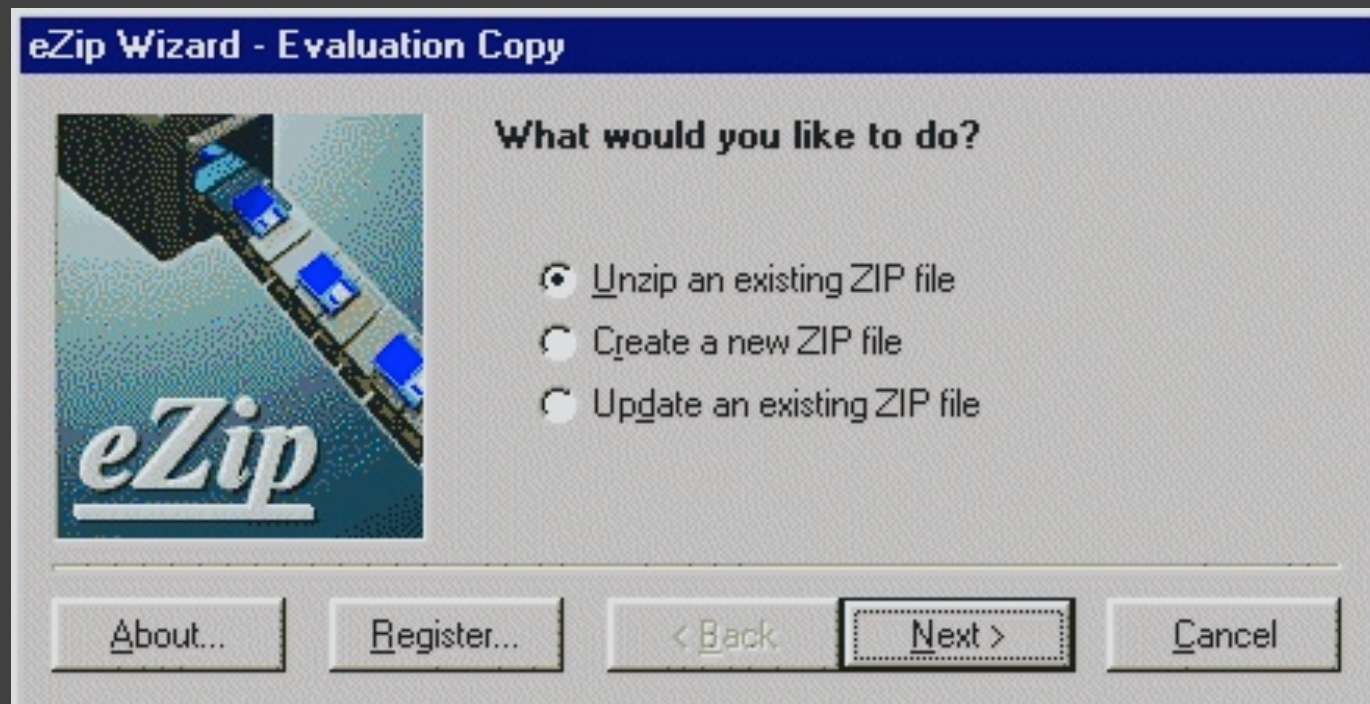 eZip Wizard - Evaluation Copy
What would you like to do?
Unzip an existing ZIP file
Create a new ZIP file
Update an existing ZIP file
eZip
About... Register... < Back Next > Cancel